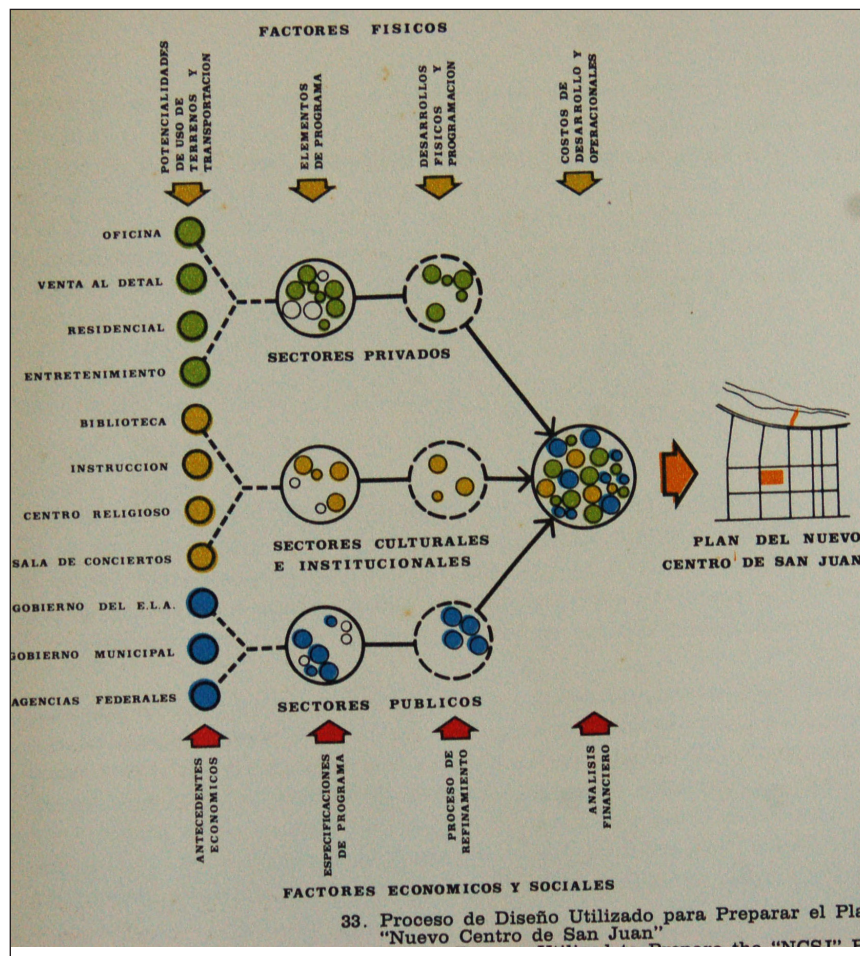 FACTORES FISICOS
POTENCIALIDADES
DE USO DE
TERRENOS Y
TRANSPORTACION
ELEMENTOS
DE PROGRAMA
DESARROLLOS
FISICOS Y
PROGRAMACION
COSTOS DE
DESARROLLO Y
OPERACIONALES
OFICINA
VENTA AL DETAL
RESIDENCIAL
ENTRETENIMIENTO
SECTORES PRIVADOS
BIBLIOTECA
INSTRUCCION
CENTRO RELIGIOSO
SALA DE CONCIERTOS
SECTORES CULTURALES
E INSTITUCIONALES
PLAN DEL NUEVO
CENTRO DE SAN JUAN
GOBIERNO DEL E.L.A.
GOBIERNO MUNICIPAL
AGENCIAS FEDERALES
SECTORES PUBLICOS
ANTECEDENTES
ECONOMICOS
ESPECIFICACIONES
DE PROGRAMA
PROCESO DE
REFINAMIENTO
ANALISIS
FINANCIERO
FACTORES ECONOMICOS Y SOCIALES
33. Proceso de Diseño Utilizado para Preparar el Pla
"Nuevo Centro de San Juan"
Prepare the "NCSJ"